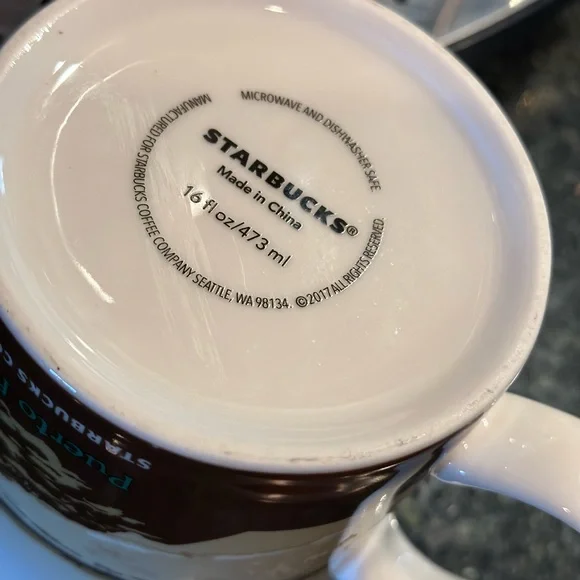 MICROWAVE AND DISHWASHER SAFE
STARBUCKS®
Made in China
16 fl oz/473 ml
MANUFACTURED FOR STARBUCKS COFFEE COMPANY SEATTLE, WA 98134. ©2017 ALL RIGHTS RESERVED.
Puerto
STARBUCKS